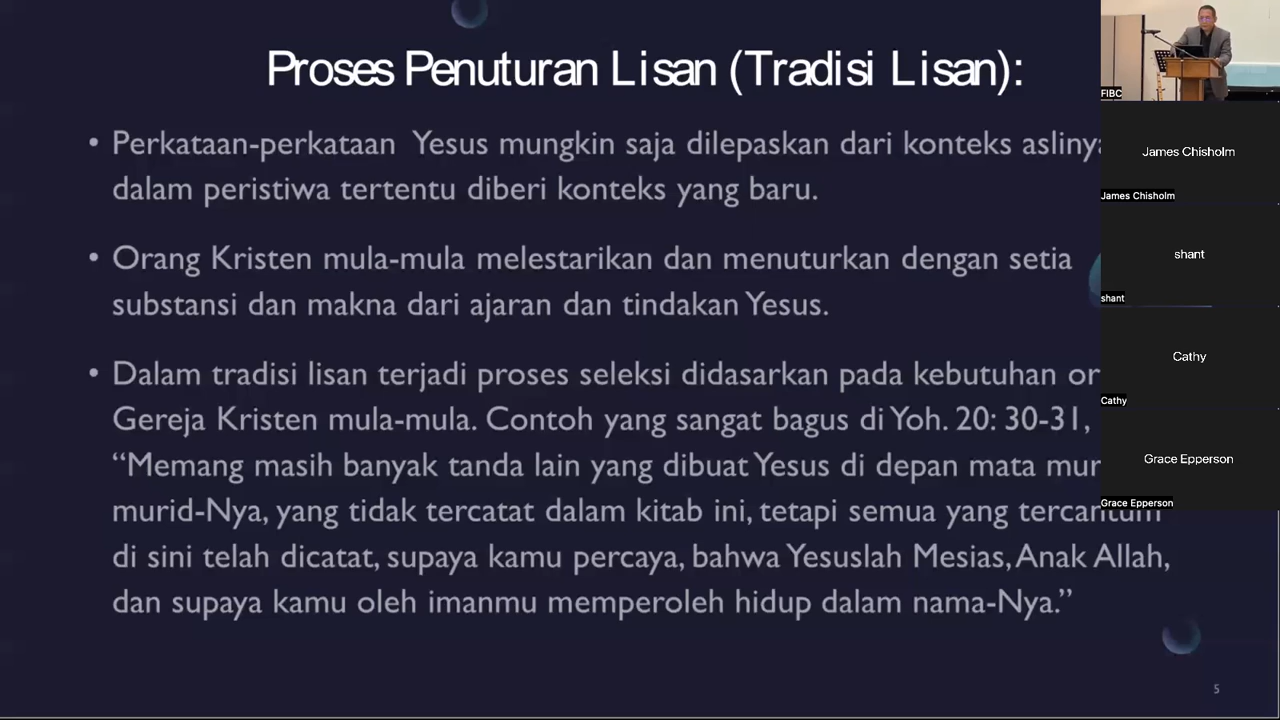 Proses Penuturan Lisan (Tradisi Lisan):
• Perkataan-perkataan Yesus mungkin saja dilepaskan dari konteks aslinya
dalam peristiwa tertentu diberi konteks yang baru.
• Orang Kristen mula-mula melestarikan dan menuturkan dengan setia
substansi dan makna dari ajaran dan tindakan Yesus.
• Dalam tradisi lisan terjadi proses seleksi didasarkan pada kebutuhan or
Gereja Kristen mula-mula. Contoh yang sangat bagus di Yoh. 20: 30-31,
“Memang masih banyak tanda lain yang dibuat Yesus di depan mata mur
murid-Nya, yang tidak tercatat dalam kitab ini, tetapi semua yang tercantum
di sini telah dicatat, supaya kamu percaya, bahwa Yesuslah Mesias, Anak Allah,
dan supaya kamu oleh imanmu memperoleh hidup dalam nama-Nya.”
5
FIBC
James Chisholm
James Chisholm
shant
shant
Cathy
Cathy
Grace Epperson
Grace Epperson